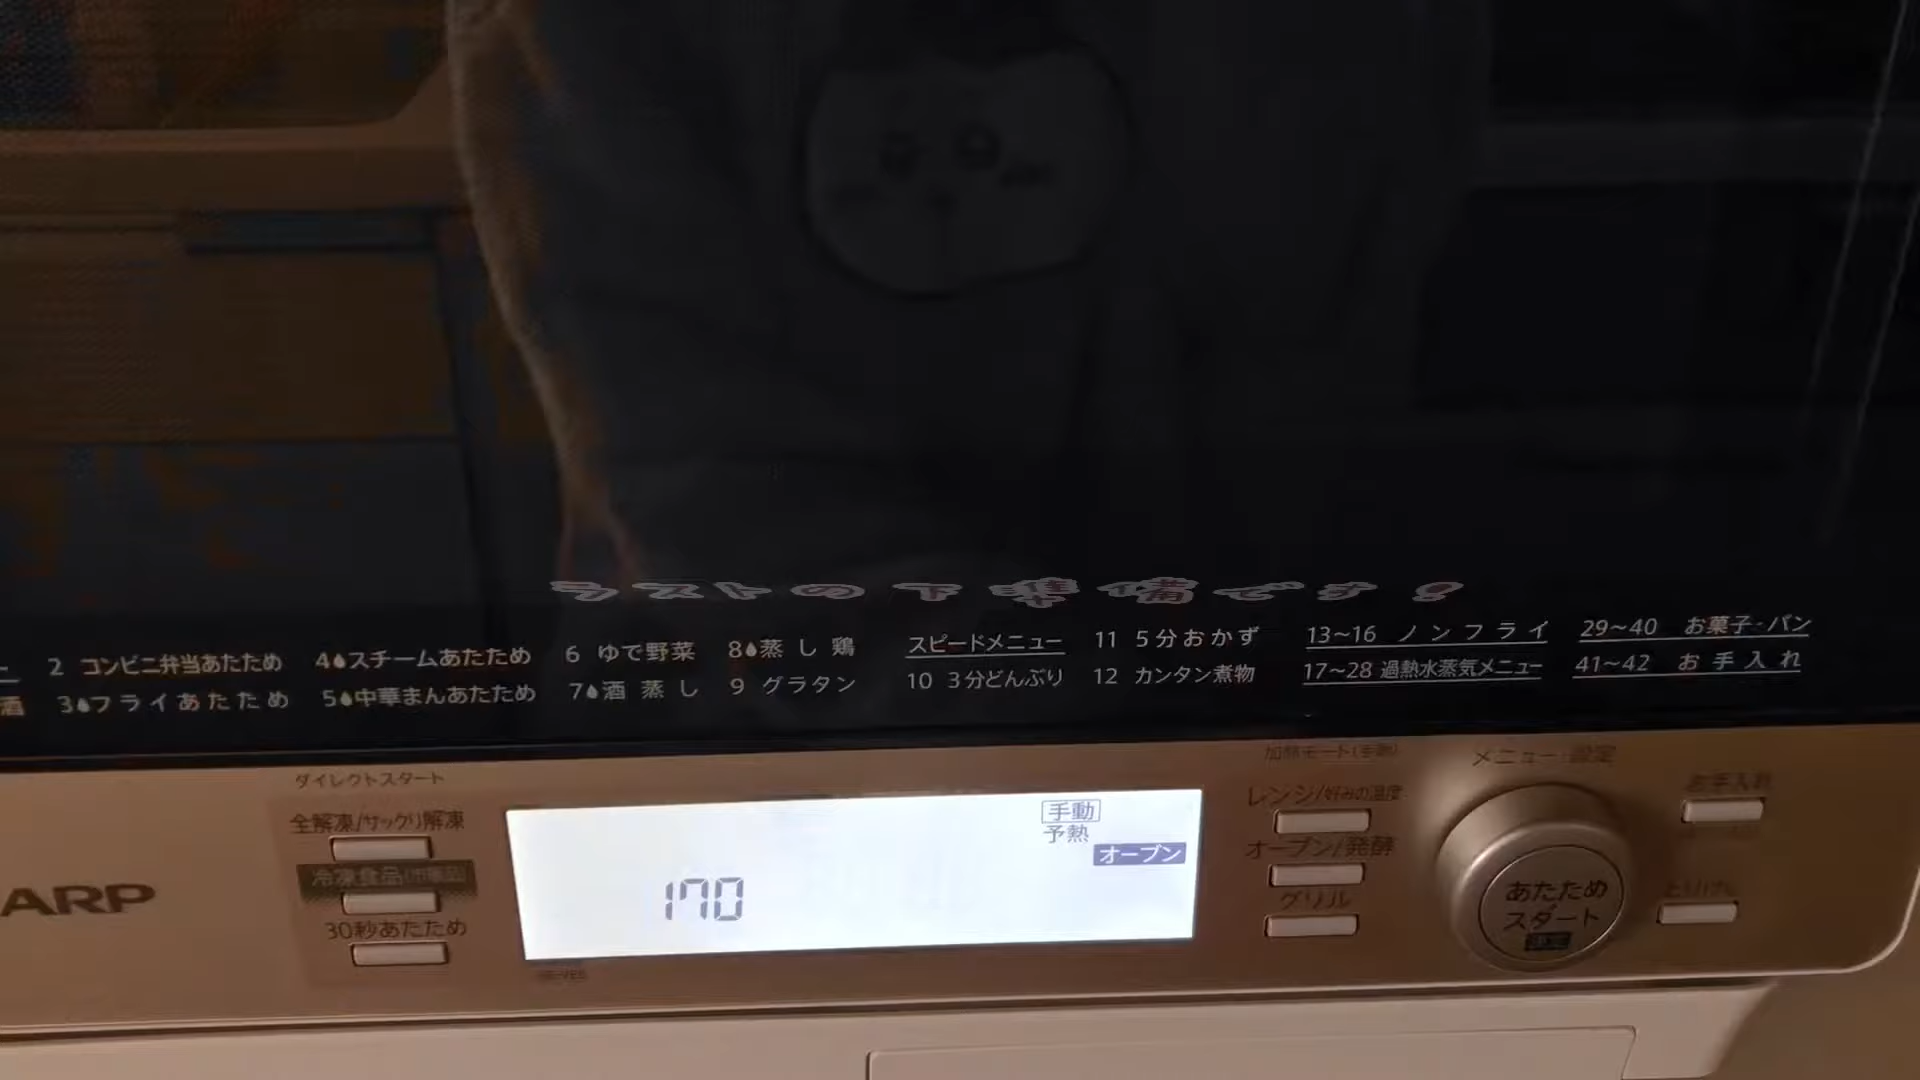 ラストの下準備です！
2 コンビニ弁当あたため 4スチームあたため 6 ゆで野菜 8蒸し鶏 スピードメニュー 11 5分おかず 13~16 ノンフライ 29~40 お菓子・パン
酒 3フライあたため 5中華まんあたため 7酒蒸し 9 グラタン 10 3分どんぶり 12 カンタン煮物 17~28 過熱水蒸気メニュー 41~42 お手入れ
ダイレクトスタート
全解凍/サックリ解凍
冷凍食品
30秒あたため
ARP
手動
予熱
オーブン
170
加熱モード(手動)
レンジ/好みの温度
オーブン/発酵
グリル
メニュー・設定
あたため
スタート
お手入れ
とりけし